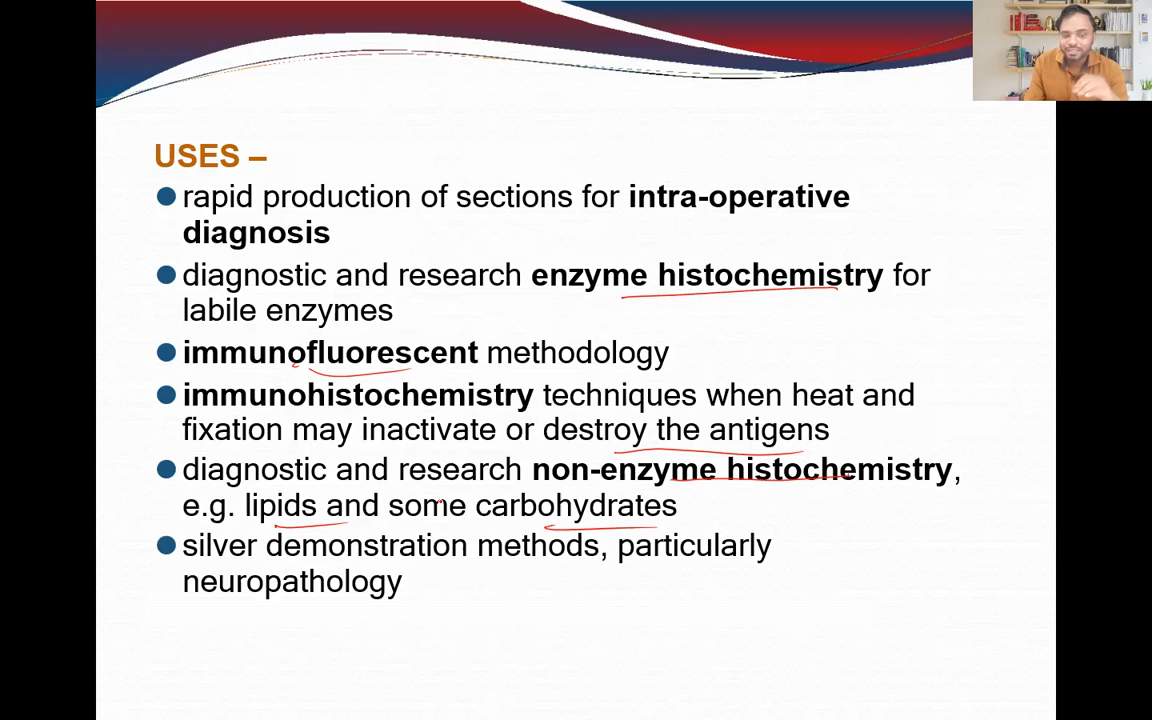 USES –
rapid production of sections for intra-operative
diagnosis
diagnostic and research enzyme histochemistry for
labile enzymes
immunofluorescent methodology
immunohistochemistry techniques when heat and
fixation may inactivate or destroy the antigens
diagnostic and research non-enzyme histochemistry,
e.g. lipids and some carbohydrates
silver demonstration methods, particularly
neuropathology